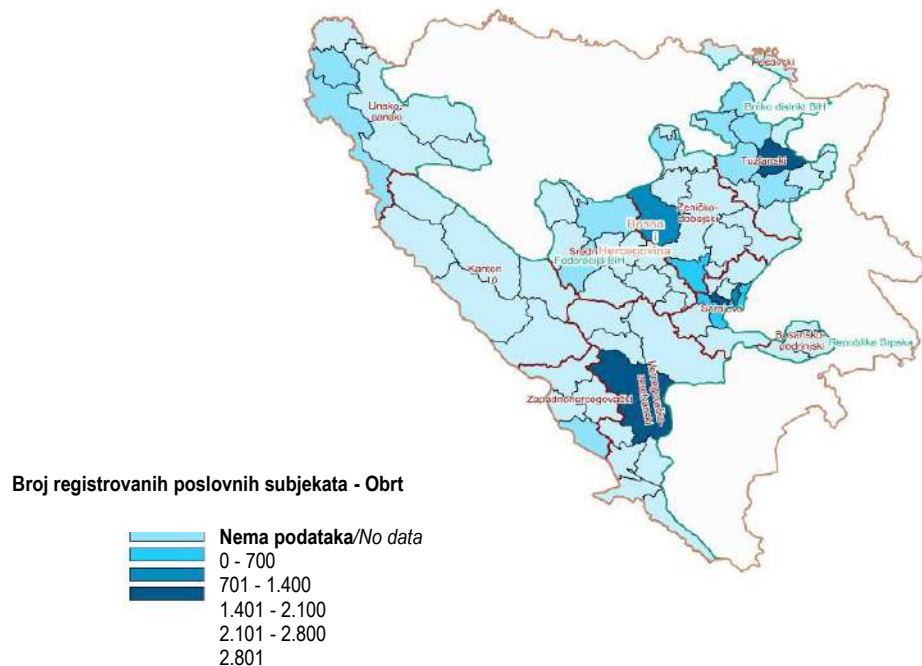 Posavski
Brčko distrikt BiH
Unsko-
sanski
Tuzlanski
Zeničko-
dobojski
Bosna
i
Hercegovina
Federacija BiH
Kanton
10
Sarajevo
Bosansko-
podrinjski
Republika Srpska
Zapadnohercegovački
Broj registrovanih poslovnih subjekata - Obrt
Nema podataka/No data
0 - 700
701 - 1.400
1.401 - 2.100
2.101 - 2.800
2.801